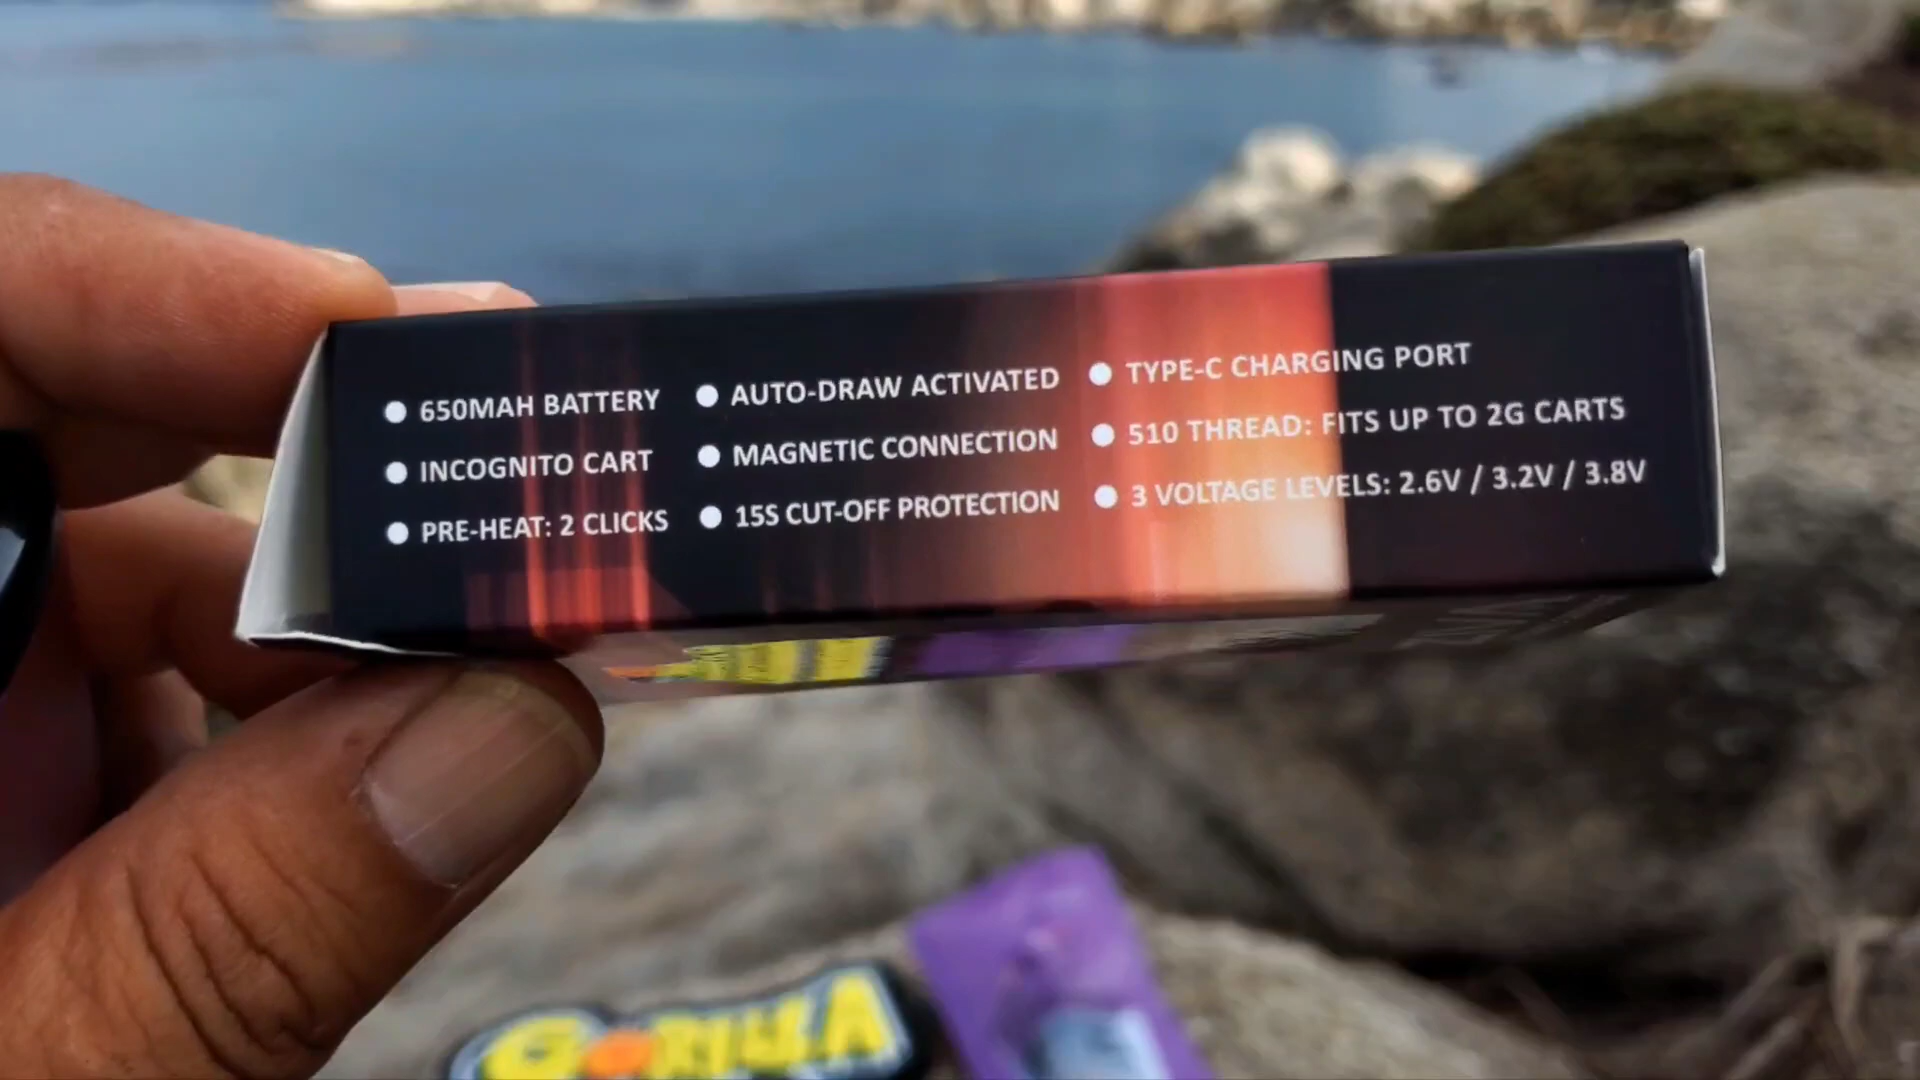 650MAH BATTERY
INCOGNITO CART
PRE-HEAT: 2 CLICKS
AUTO-DRAW ACTIVATED
MAGNETIC CONNECTION
15S CUT-OFF PROTECTION
TYPE-C CHARGING PORT
510 THREAD: FITS UP TO 2G CARTS
3 VOLTAGE LEVELS: 2.6V / 3.2V / 3.8V
GORILLA